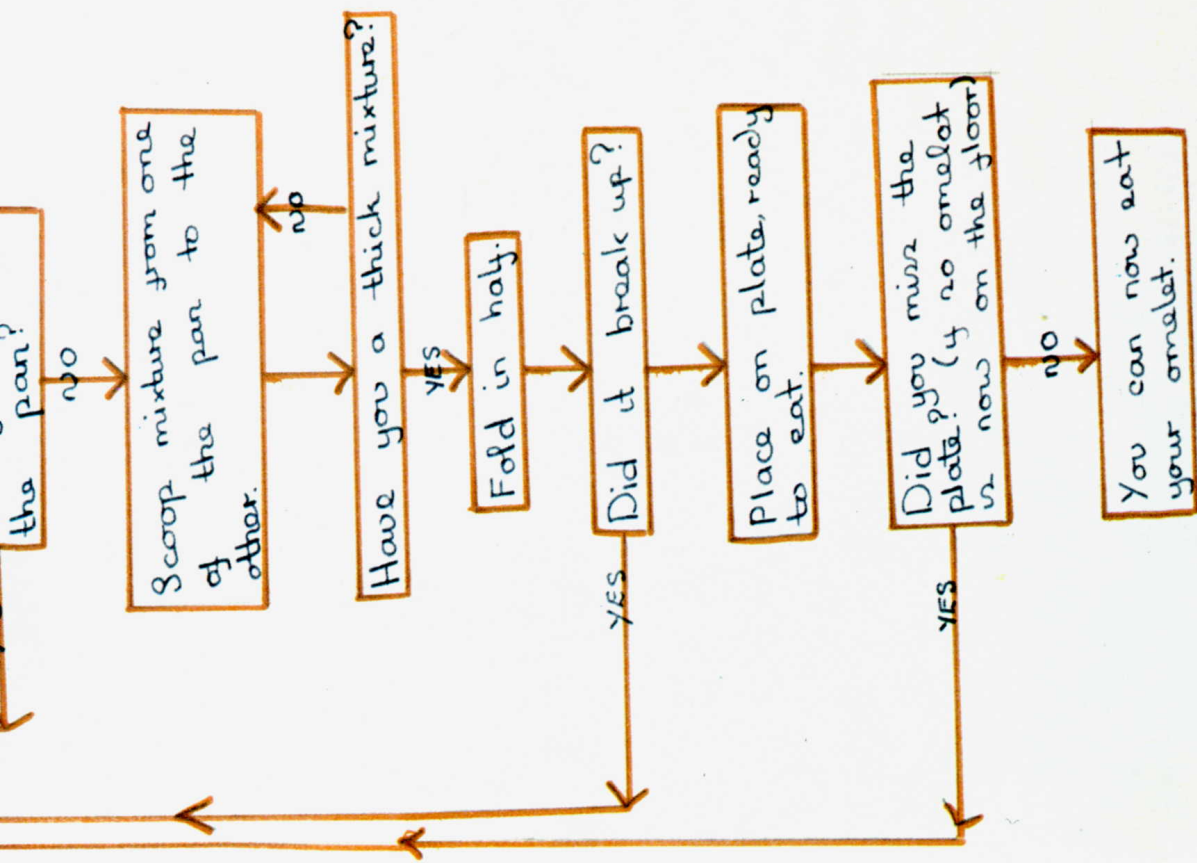 the pan?
NO
Scoop mixture from one
of the pan to the
other.
NO
Have you a thick mixture?
YES
Fold in half.
Did it break up?
YES
Place on plate, ready
to eat.
Did you miss the
plate? (if so omelat
is now on the floor)
YES
NO
You can now eat
your omelet.